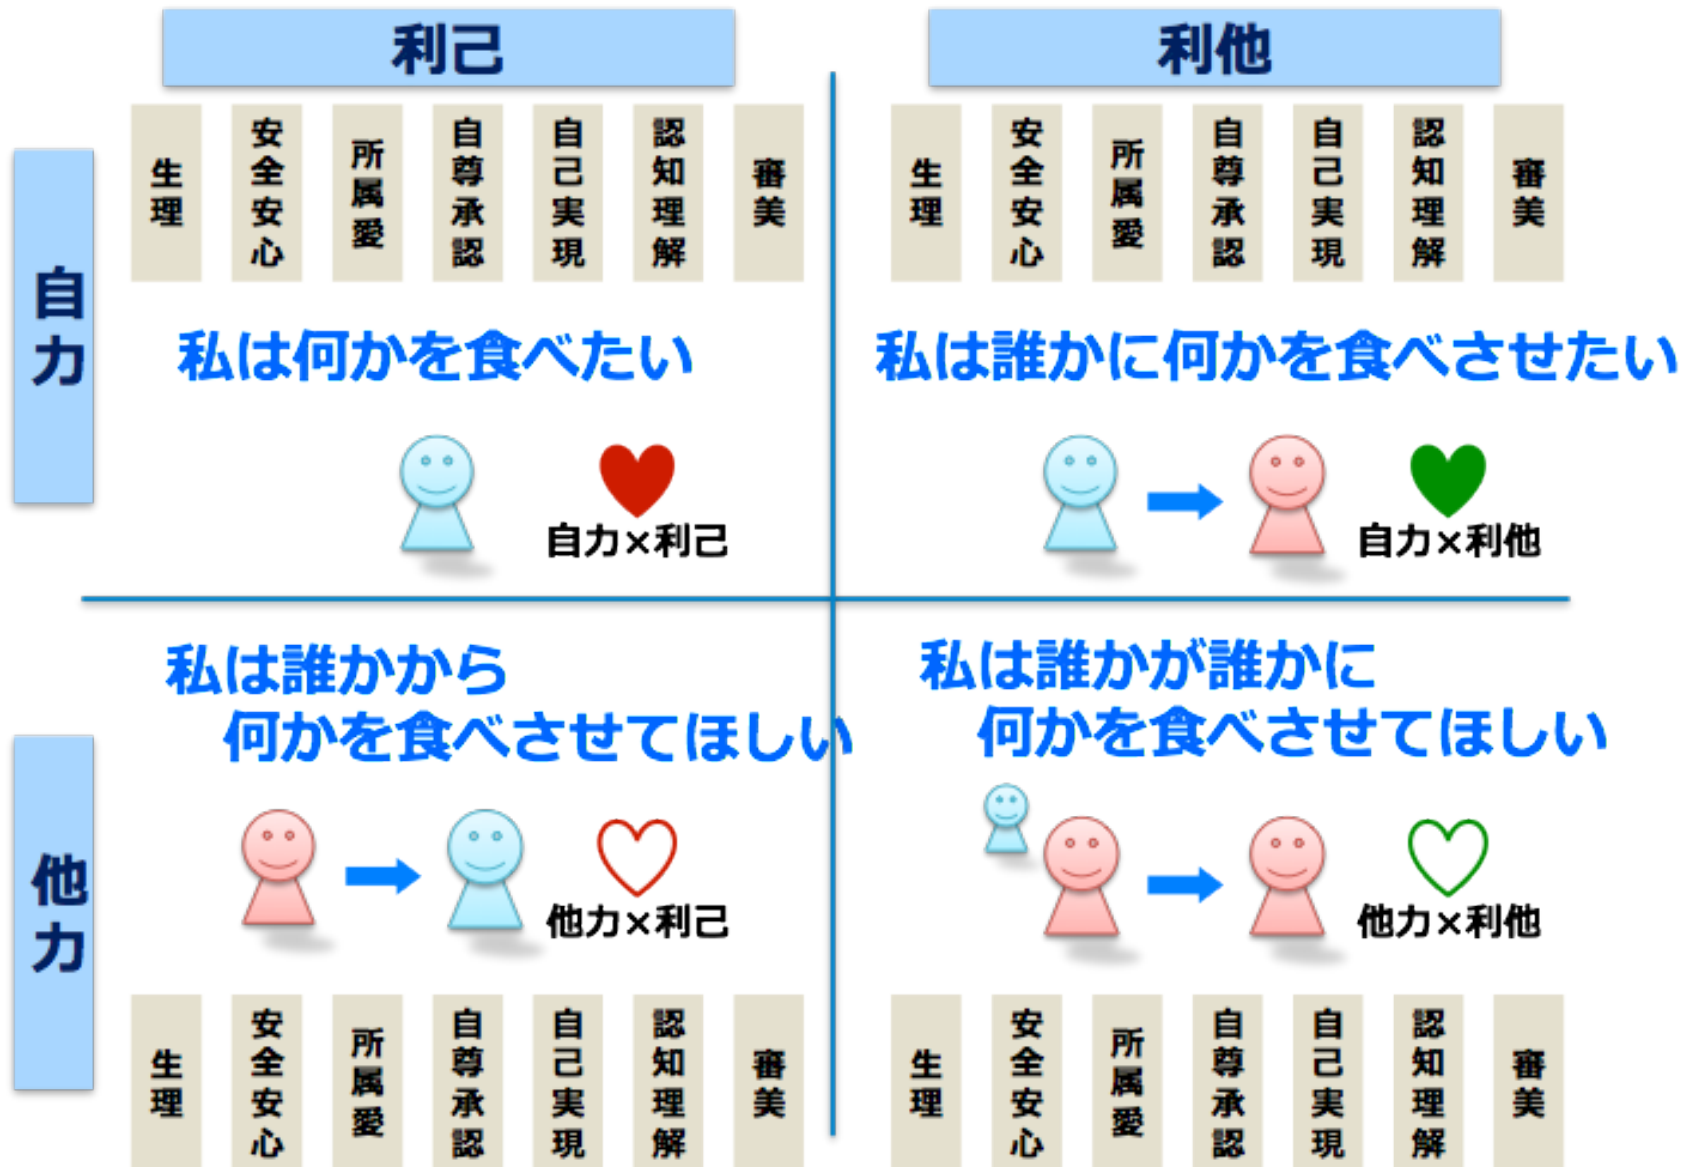 利己
利他
自力
生理
安全安心
所属愛
自尊承認
自己実現
認知理解
審美
生理
安全安心
所属愛
自尊承認
自己実現
認知理解
審美
私は何かを食べたい
私は誰かに何かを食べさせたい
自力×利己
自力×利他
他力
私は誰かから
何かを食べさせてほしい
私は誰かが誰かに
何かを食べさせてほしい
他力×利己
他力×利他
生理
安全安心
所属愛
自尊承認
自己実現
認知理解
審美
生理
安全安心
所属愛
自尊承認
自己実現
認知理解
審美